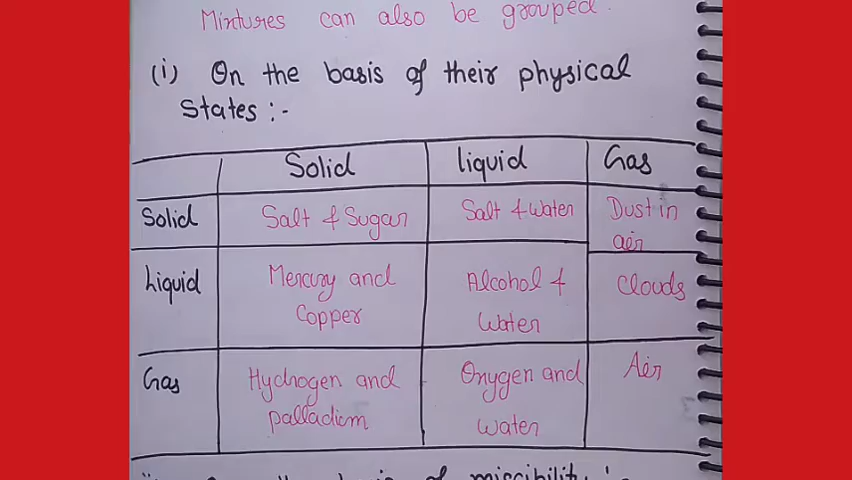 Mixtures can also be grouped.
(i) On the basis of their physical
States :-
Solid liquid Gas
Solid Salt & Sugar Salt & Water Dust in air
Liquid Mercury and Copper Alcohol & Water Clouds
Gas Hydrogen and palladium Oxygen and Water Air
of miscibility :-